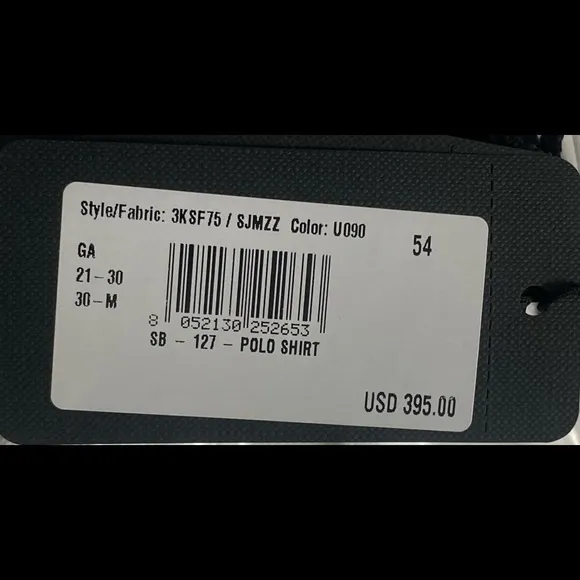 Style/Fabric: 3KSF75 / SJMZZ Color: U090
54
GA
21-30
30-M
8 052130 252653
SB - 127 - POLO SHIRT
USD 395.00